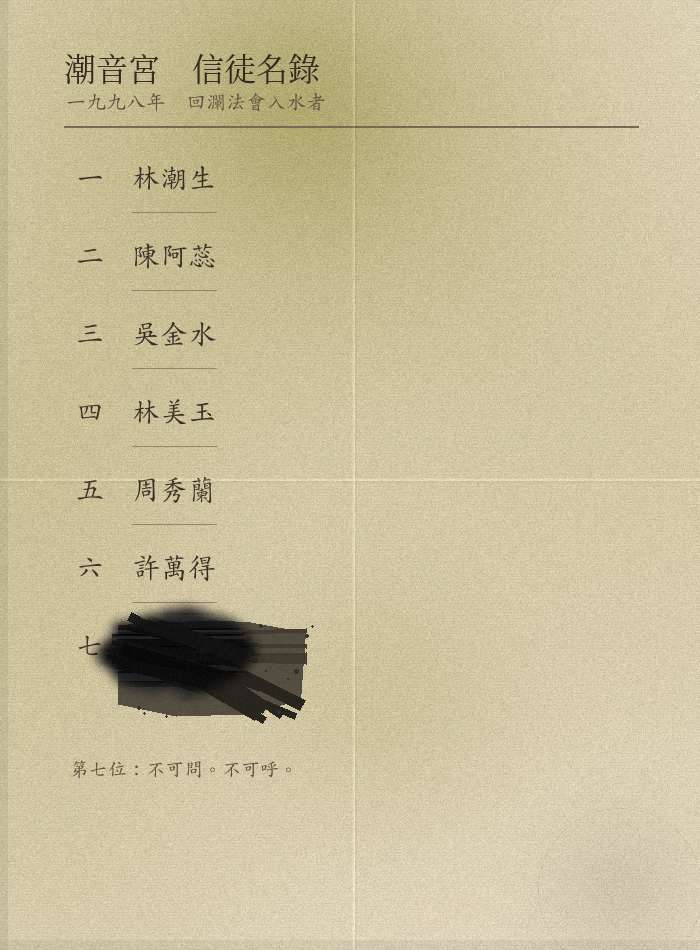 潮音宮　信徒名錄
一九九八年　回瀾法會入水者
一　林潮生
二　陳阿蕊
三　吳金水
四　林美玉
五　周秀蘭
六　許萬得
七
第七位：不可問。不可呼。